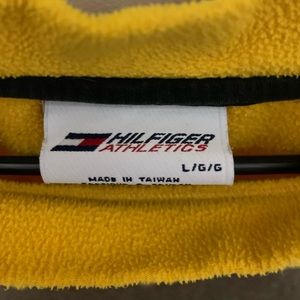 HILFIGER
ATHLETICS
L/G/G
MADE IN TAIWAN